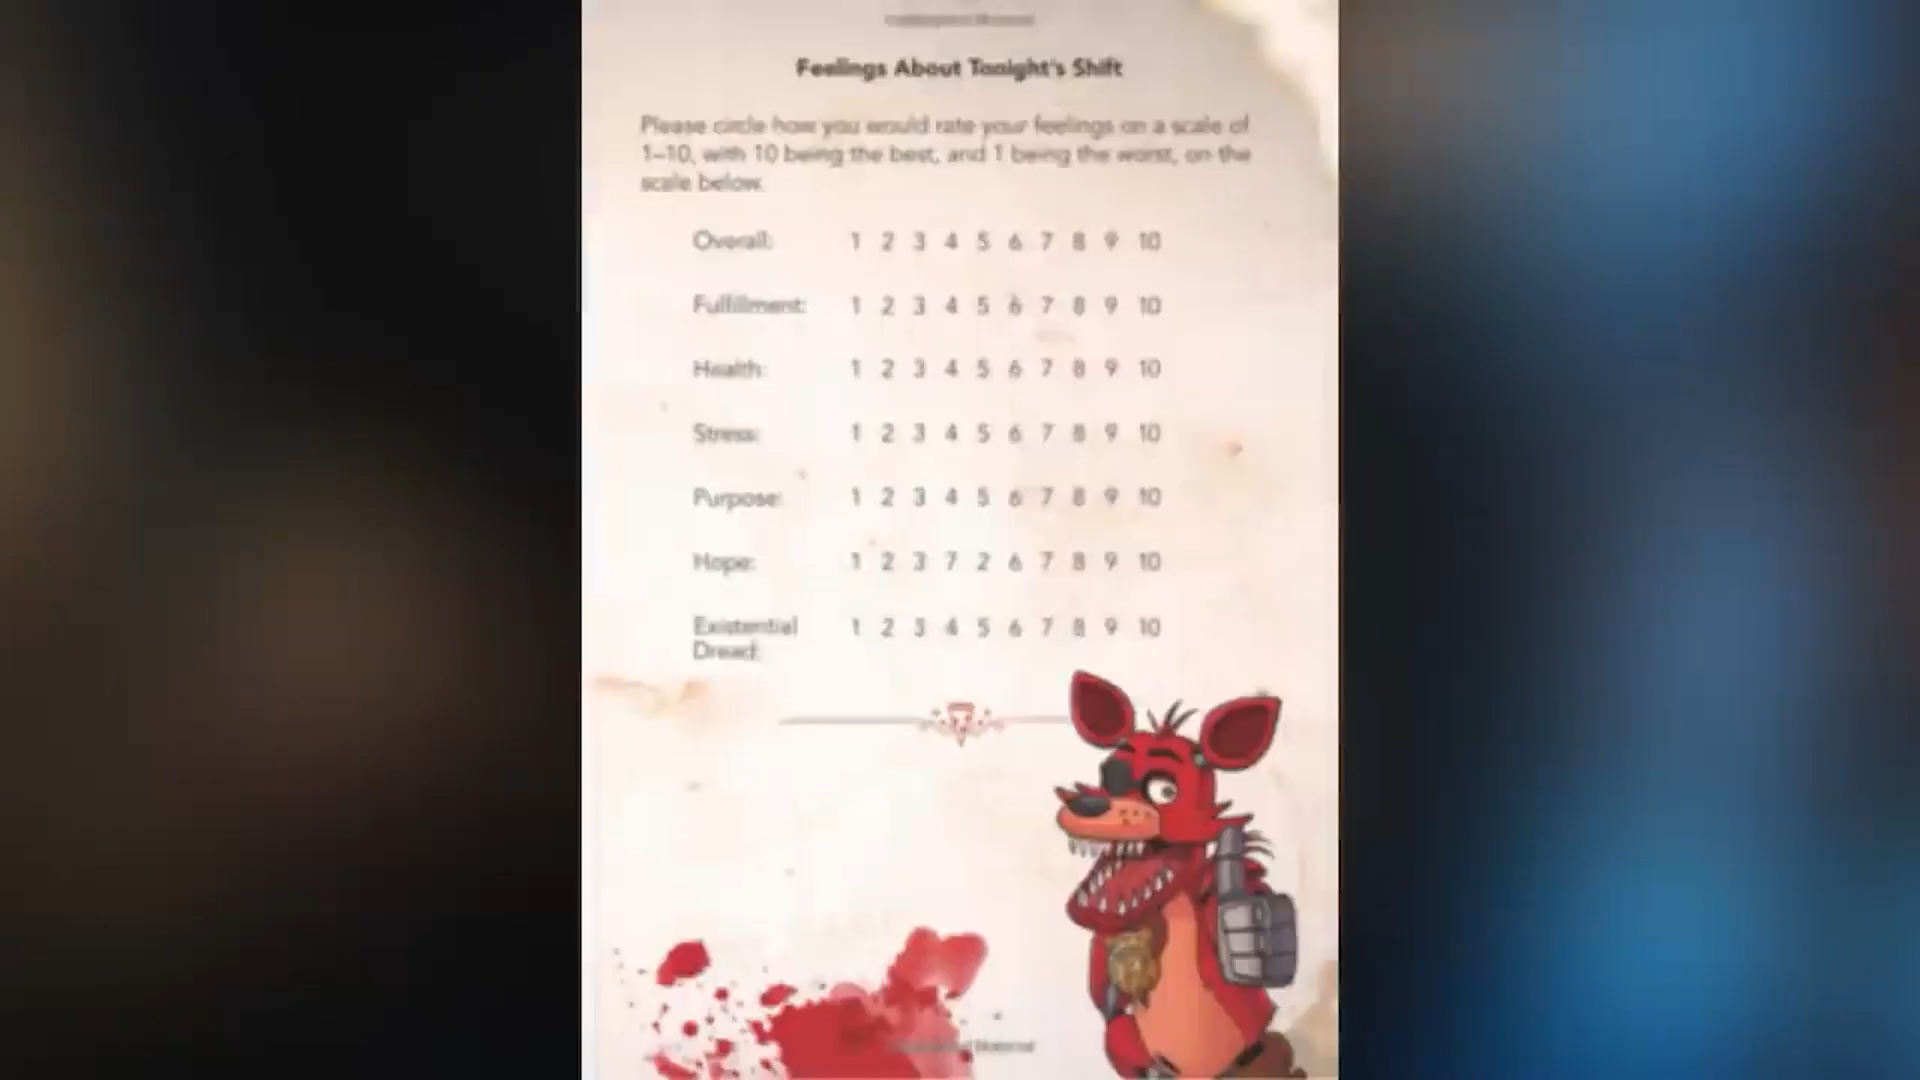 Feelings About Tonight's Shift
Please circle how you would rate your feelings on a scale of
1–10, with 10 being the best, and 1 being the worst, on the
scale below.
Overall: 1 2 3 4 5 6 7 8 9 10
Fulfillment: 1 2 3 4 5 6 7 8 9 10
Health: 1 2 3 4 5 6 7 8 9 10
Stress: 1 2 3 4 5 6 7 8 9 10
Purpose: 1 2 3 4 5 6 7 8 9 10
Hope: 1 2 3 7 2 6 7 8 9 10
Existential 1 2 3 4 5 6 7 8 9 10
Dread:
Material